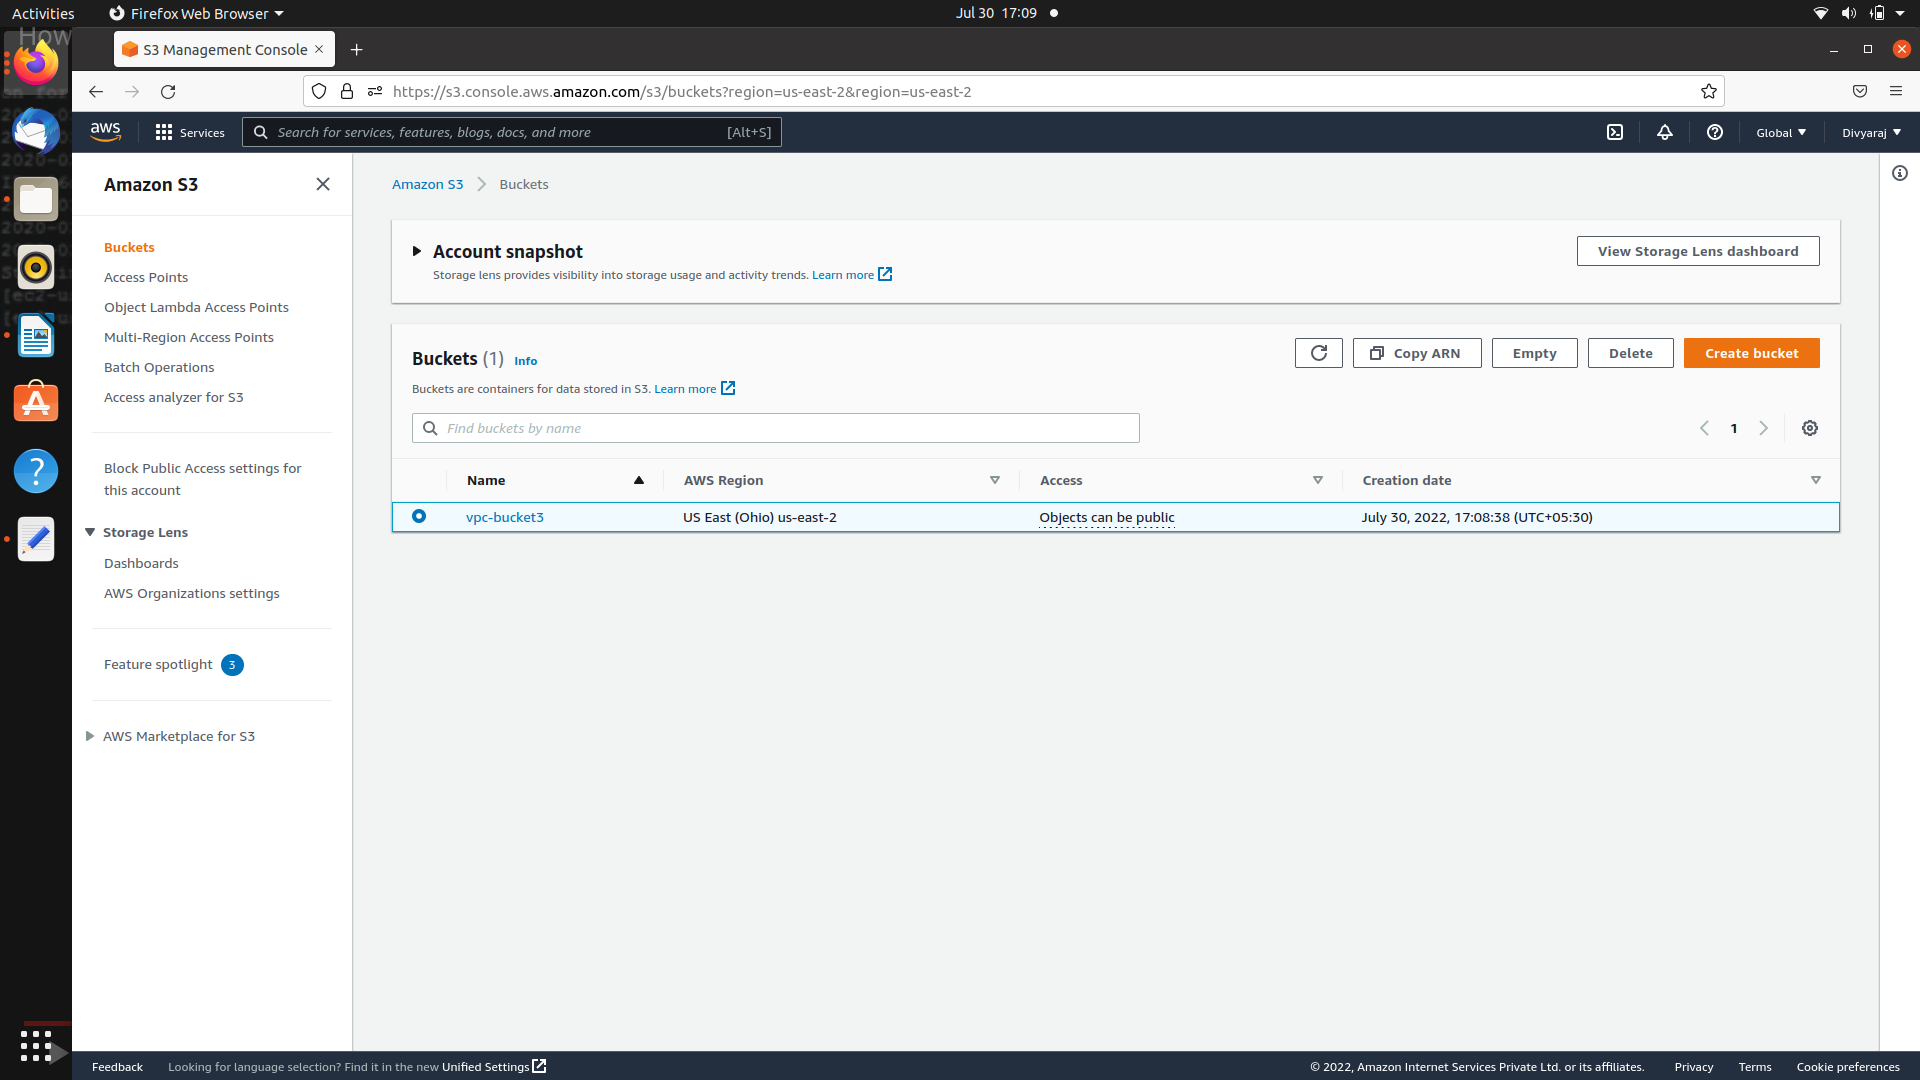 Activities
Firefox Web Browser
Jul 30 17:09
How
S3 Management Console
https://s3.console.aws.amazon.com/s3/buckets?region=us-east-2&region=us-east-2
aws
Services
Search for services, features, blogs, docs, and more
[Alt+S]
Global
Divyaraj
Amazon S3
Buckets
Access Points
Object Lambda Access Points
Multi-Region Access Points
Batch Operations
Access analyzer for S3
Block Public Access settings for
this account
Storage Lens
Dashboards
AWS Organizations settings
Feature spotlight 3
AWS Marketplace for S3
Amazon S3 Buckets
Account snapshot
Storage lens provides visibility into storage usage and activity trends. Learn more
View Storage Lens dashboard
Buckets (1) Info
Buckets are containers for data stored in S3. Learn more
Copy ARN
Empty
Delete
Create bucket
Find buckets by name
1
Name AWS Region Access Creation date
vpc-bucket3 US East (Ohio) us-east-2 Objects can be public July 30, 2022, 17:08:38 (UTC+05:30)
Feedback
Looking for language selection? Find it in the new Unified Settings
© 2022, Amazon Internet Services Private Ltd. or its affiliates.
Privacy
Terms
Cookie preferences